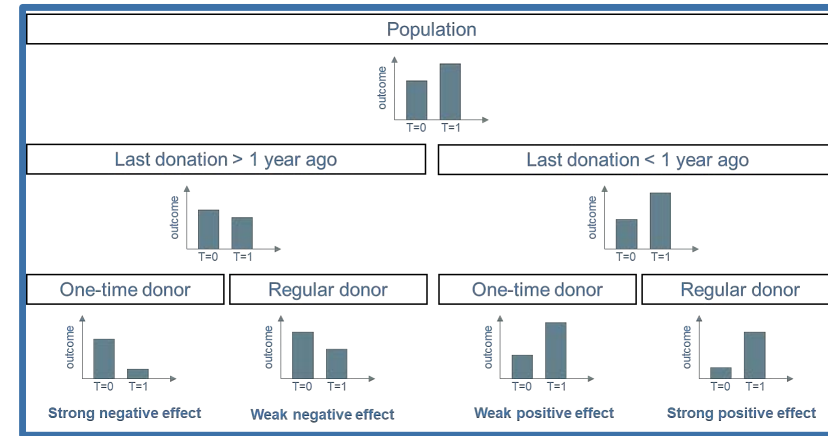 Population
outcome
T=0 T=1
Last donation > 1 year ago
Last donation < 1 year ago
outcome
T=0 T=1
outcome
T=0 T=1
One-time donor
Regular donor
One-time donor
Regular donor
outcome
T=0 T=1
outcome
T=0 T=1
outcome
T=0 T=1
outcome
T=0 T=1
Strong negative effect
Weak negative effect
Weak positive effect
Strong positive effect